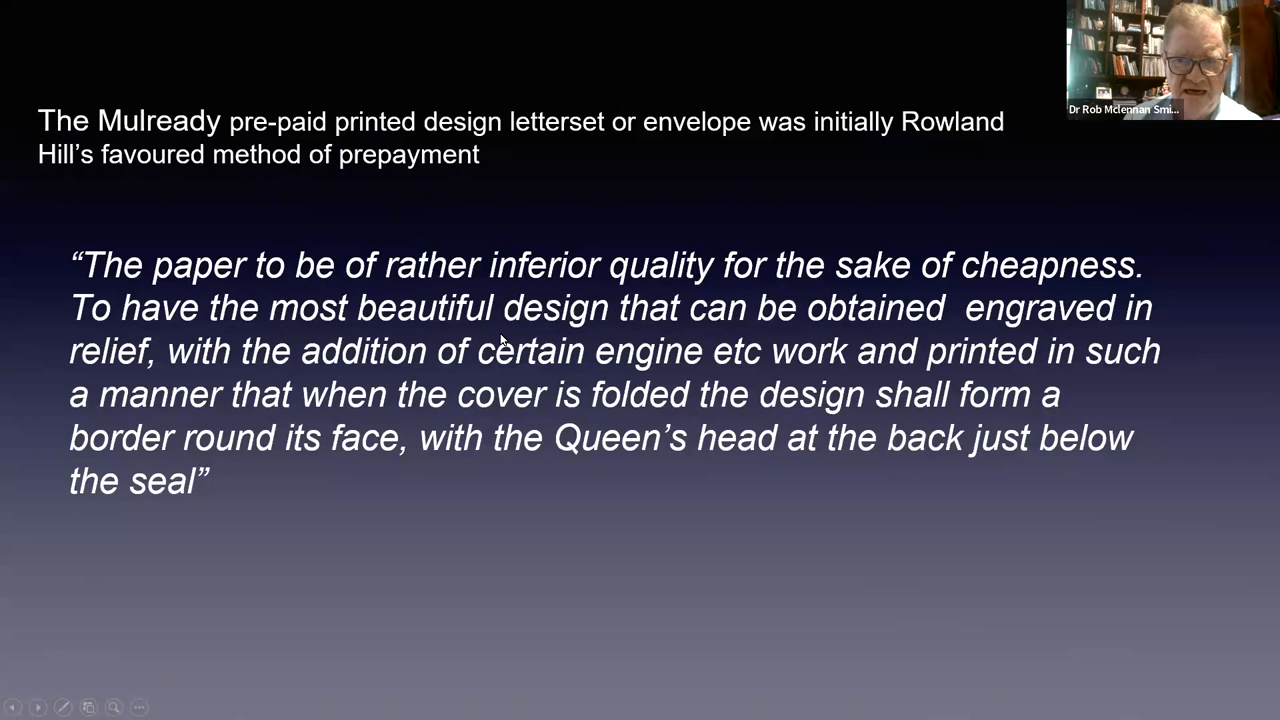 The Mulready pre-paid printed design letterset or envelope was initially Rowland
Hill’s favoured method of prepayment
“The paper to be of rather inferior quality for the sake of cheapness.
To have the most beautiful design that can be obtained  engraved in
relief, with the addition of certain engine etc work and printed in such
a manner that when the cover is folded the design shall form a
border round its face, with the Queen’s head at the back just below
the seal”
Dr Rob Mclennan Smi...